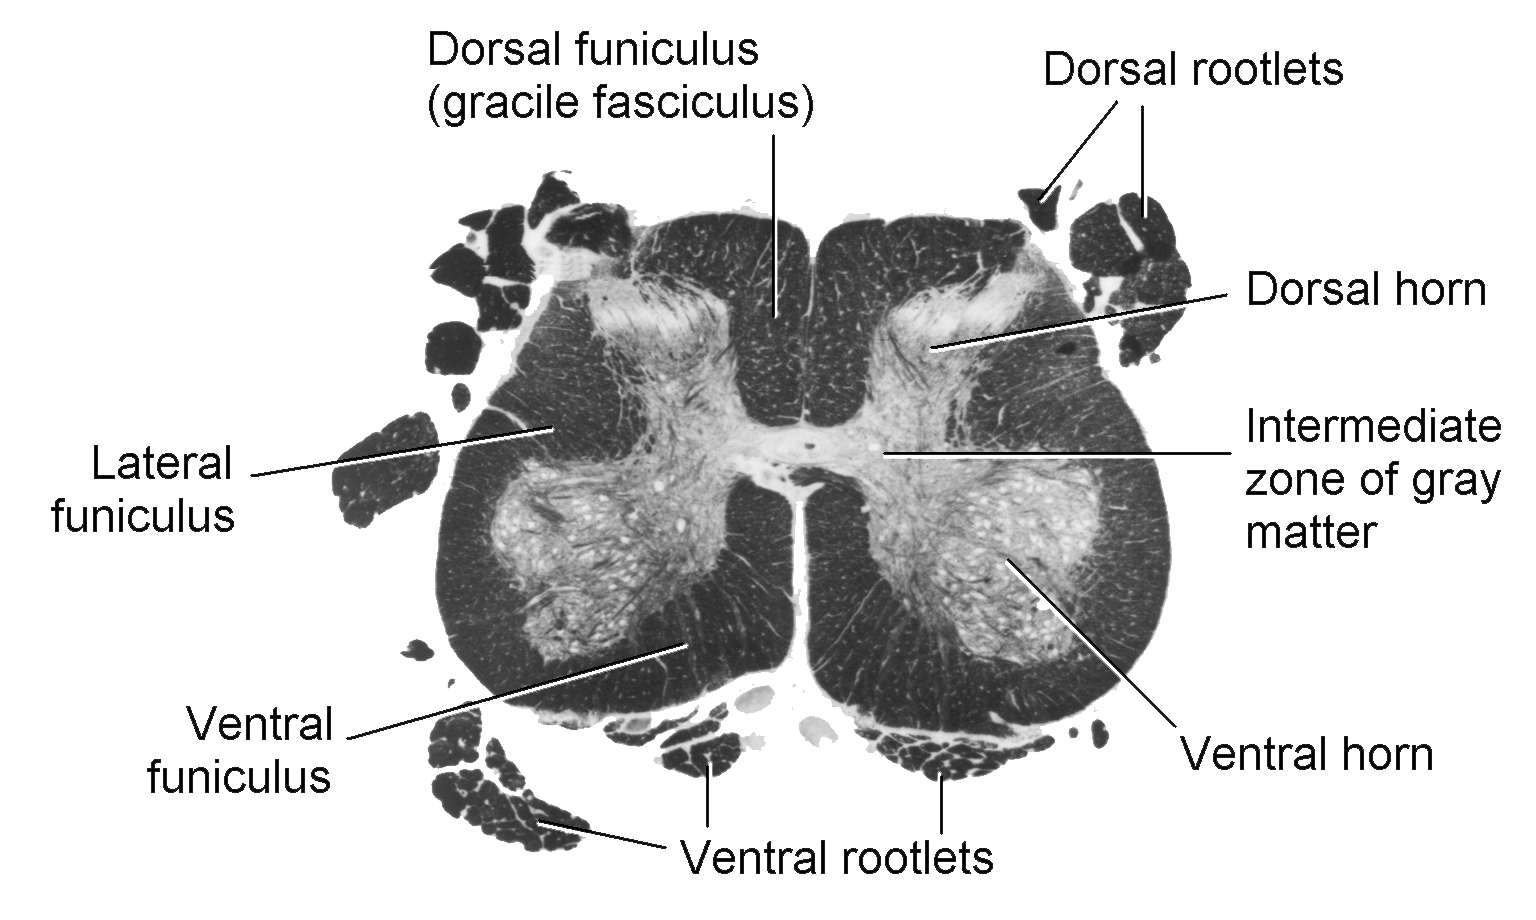 Dorsal funiculus
(gracile fasciculus)
Dorsal rootlets
Dorsal horn
Intermediate
zone of gray
matter
Lateral
funiculus
Ventral
funiculus
Ventral horn
Ventral rootlets